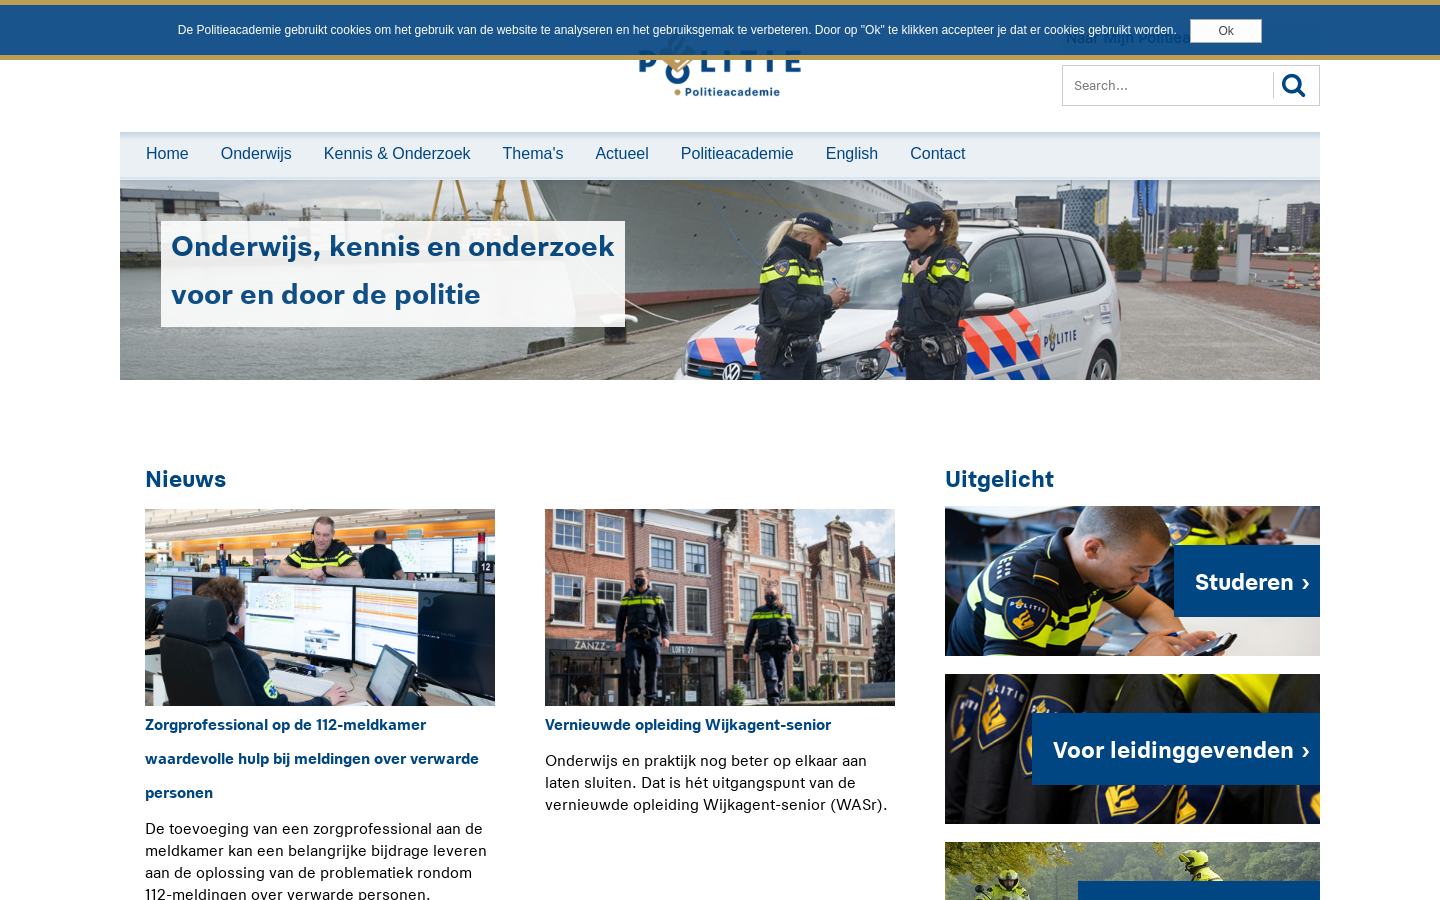 De Politieacademie gebruikt cookies om het gebruik van de website te analyseren en het gebruiksgemak te verbeteren. Door op "Ok" te klikken accepteer je dat er cookies gebruikt worden.
Ok
POLITIE
Politieacademie
Search...
Home
Onderwijs
Kennis & Onderzoek
Thema's
Actueel
Politieacademie
English
Contact
Onderwijs, kennis en onderzoek
voor en door de politie
POLITIE
Nieuws
Uitgelicht
12
ZANZZ
LOFT 27
POLITIE
Studeren ›
Zorgprofessional op de 112-meldkamer
waardevolle hulp bij meldingen over verwarde
personen
De toevoeging van een zorgprofessional aan de
meldkamer kan een belangrijke bijdrage leveren
aan de oplossing van de problematiek rondom
112-meldingen over verwarde personen.
Vernieuwde opleiding Wijkagent-senior
Onderwijs en praktijk nog beter op elkaar aan
laten sluiten. Dat is hét uitgangspunt van de
vernieuwde opleiding Wijkagent-senior (WASr).
Voor leidinggevenden ›